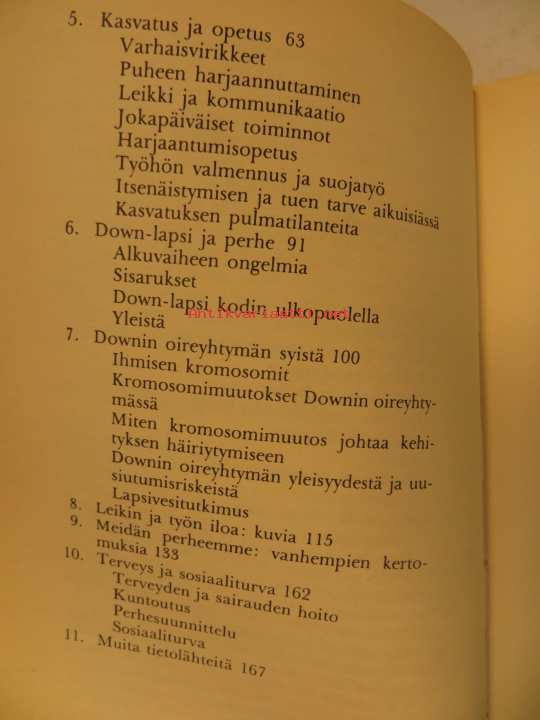 5. Kasvatus ja opetus 63
Varhaisvirikkeet
Puheen harjaannuttaminen
Leikki ja kommunikaatio
Jokapäiväiset toiminnot
Harjaantumisopetus
Työhön valmennus ja suojatyö
Itsenäistymisen ja tuen tarve aikuisiässä
Kasvatuksen pulmatilanteita
6. Down-lapsi ja perhe 91
Alkuvaiheen ongelmia
Sisarukset
Down-lapsi kodin ulkopuolella
Antikvariaatti.net
Yleistä
7. Downin oireyhtymän syistä 100
Ihmisen kromosomit
Kromosomimuutokset Downin oireyhty-
mässä
Miten kromosomimuutos johtaa kehi-
tyksen häiriytymiseen
Downin oireyhtymän yleisyydestä ja uu-
siutumisriskeistä
Lapsivesitutkimus
8. Leikin ja työn iloa: kuvia 115
9. Meidän perheemme: vanhempien kerto-
muksia 133
10. Terveys ja sosiaaliturva 162
Terveyden ja sairauden hoito
Kuntoutus
Perhesuunnittelu
Sosiaaliturva
11. Muita tietolähteitä 167